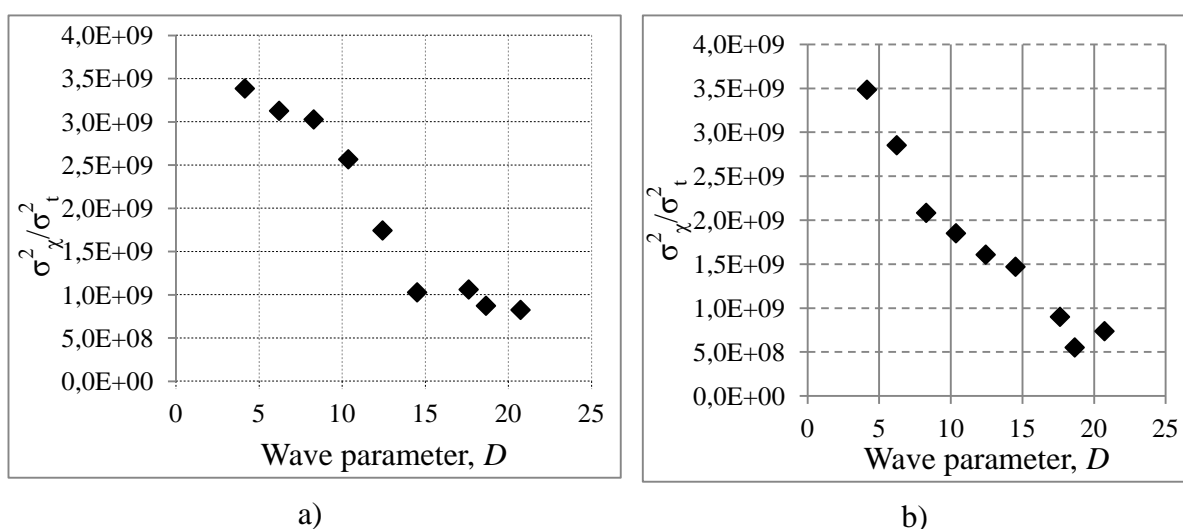 4,0E+09
3,5E+09
3,0E+09
2,5E+09
2,0E+09
1,5E+09
1,0E+09
5,0E+08
0,0E+00
σ²χ/σ²t
0 5 10 15 20 25
Wave parameter, D
a)
4,0E+09
3,5E+09
3,0E+09
2,5E+09
2,0E+09
1,5E+09
1,0E+09
5,0E+08
0,0E+00
σ²χ/σ²t
0 5 10 15 20 25
Wave parameter, D
b)